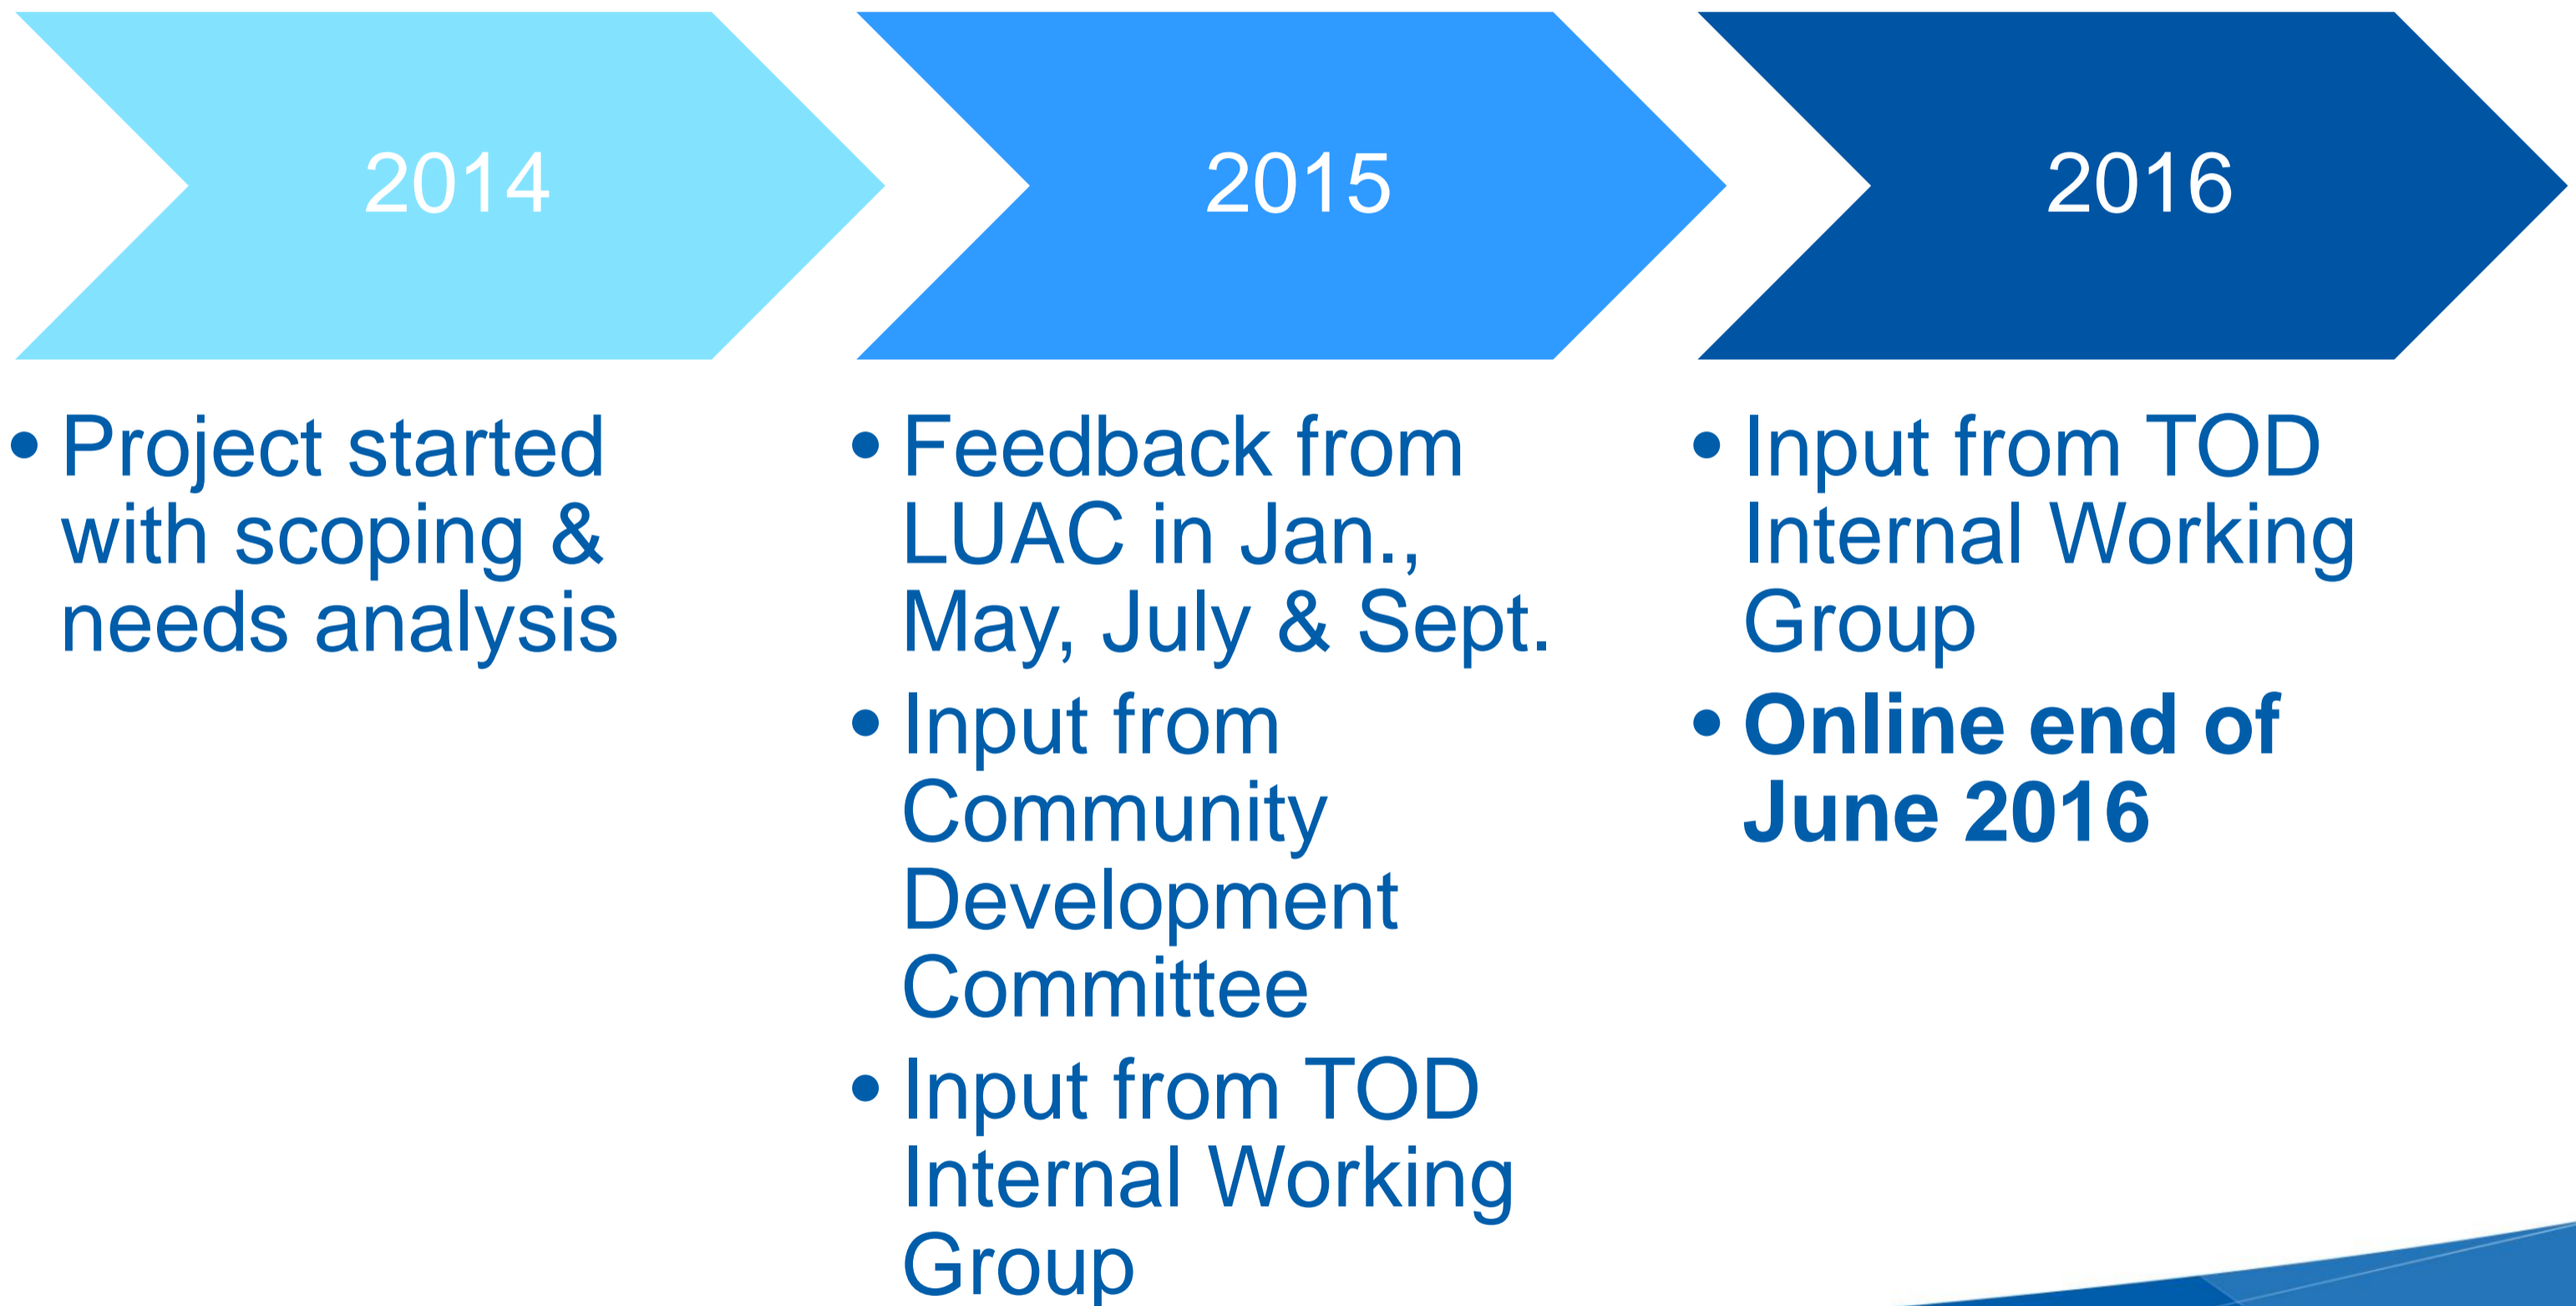 2014
2015
2016
• Project started
with scoping &
needs analysis
• Feedback from
LUAC in Jan.,
May, July & Sept.
• Input from
Community
Development
Committee
• Input from TOD
Internal Working
Group
• Input from TOD
Internal Working
Group
• Online end of
June 2016